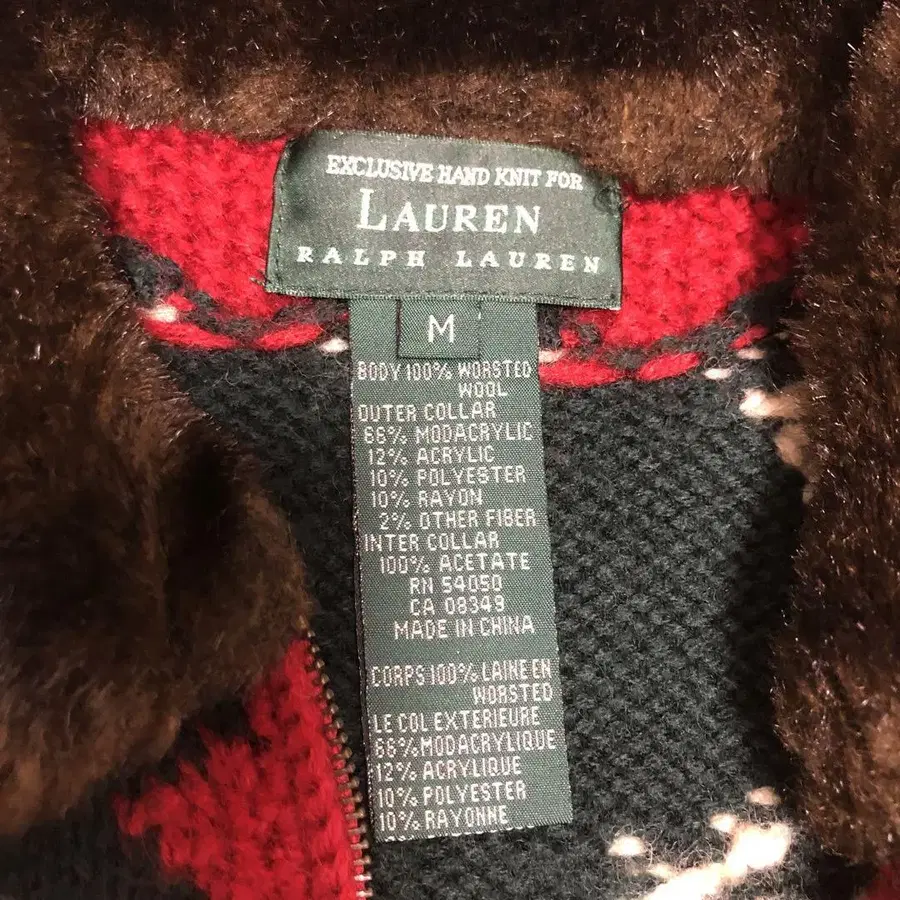 EXCLUSIVE HAND KNIT FOR
LAUREN
RALPH LAUREN
M
BODY 100% WORSTED
WOOL
OUTER COLLAR
66% MODACRYLIC
12% ACRYLIC
10% POLYESTER
10% RAYON
2% OTHER FIBER
INTER COLLAR
100% ACETATE
RN 54050
CA 08349
MADE IN CHINA
CORPS 100% LAINE EN
WORSTED
LE COL EXTERIEURE
66% MODACRYLIQUE
12% ACRYLIQUE
10% POLYESTER
10% RAYONNE